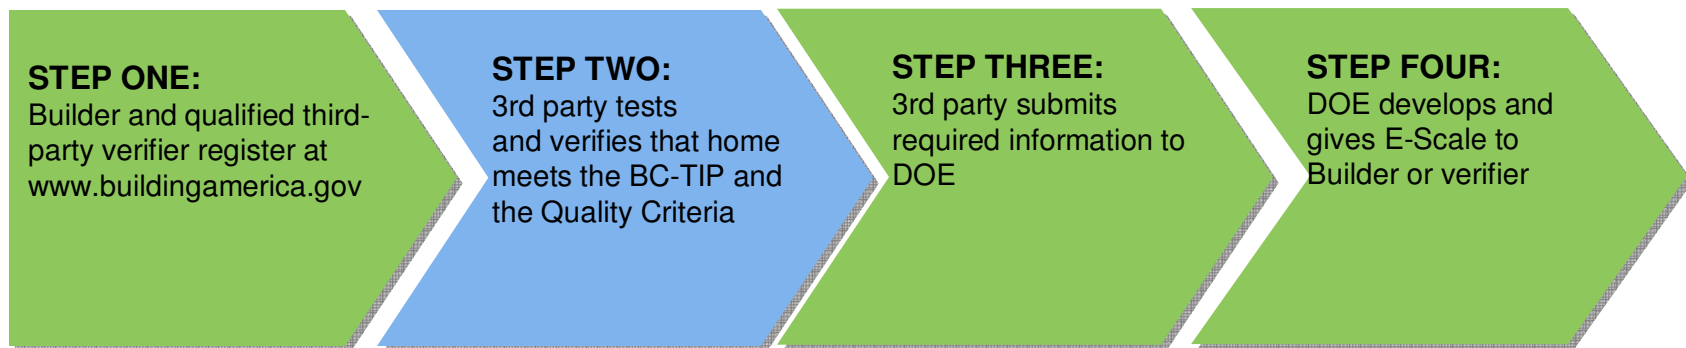 STEP ONE:
Builder and qualified third-
party verifier register at
www.buildingamerica.gov
STEP TWO:
3rd party tests
and verifies that home
meets the BC-TIP and
the Quality Criteria
STEP THREE:
3rd party submits
required information to
DOE
STEP FOUR:
DOE develops and
gives E-Scale to
Builder or verifier